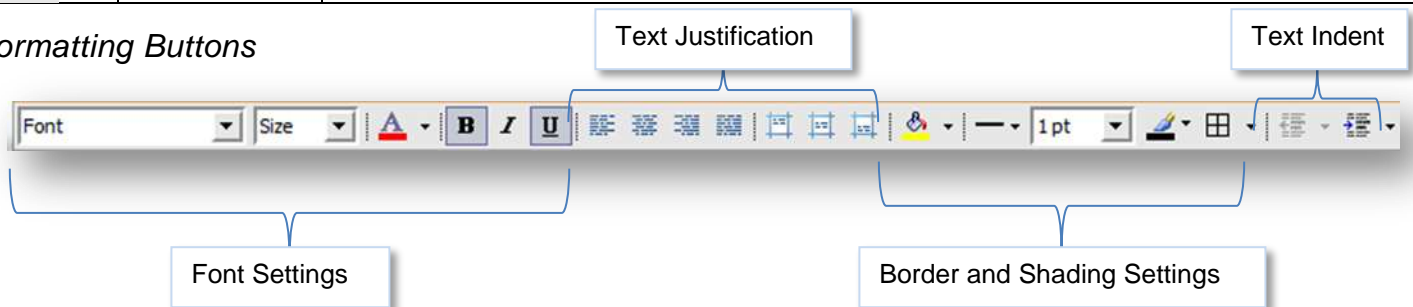 ormatting Buttons
Text Justification
Text Indent
Font Size A B I U 1 pt
Font Settings
Border and Shading Settings